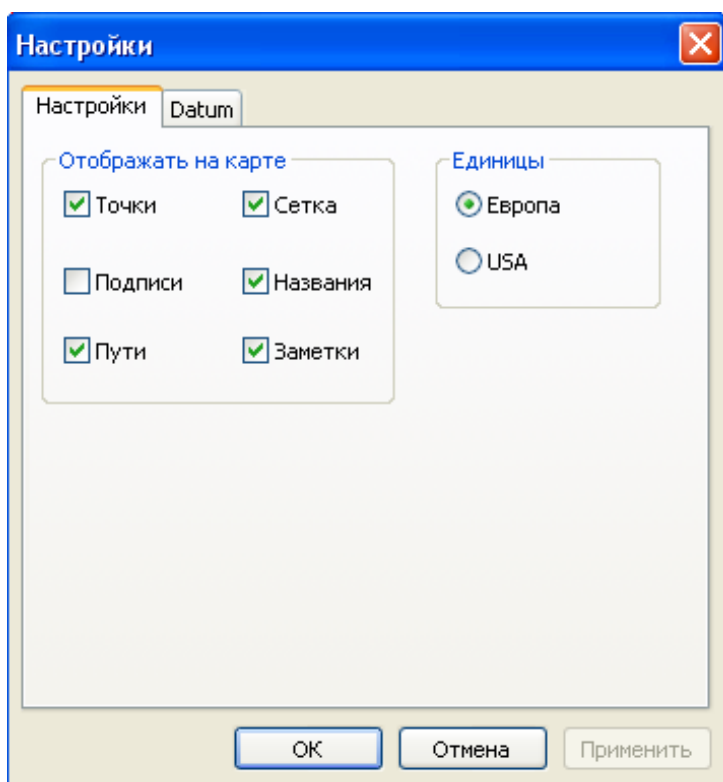 Настройки
Настройки Datum
Отображать на карте Единицы
Точки Сетка Европа
Подписи Названия USA
Пути Заметки
OK Отмена Применить